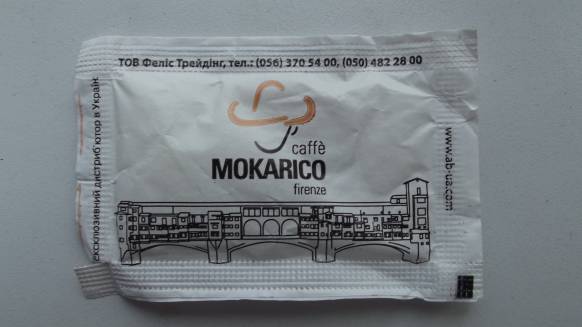 ТОВ Феліс Трейдінг, тел.: (056) 370 54 00, (050) 482 28 00
ексклюзивний дистриб'ютор в Україні
caffè
MOKARICO
firenze
www.ab-ua.com